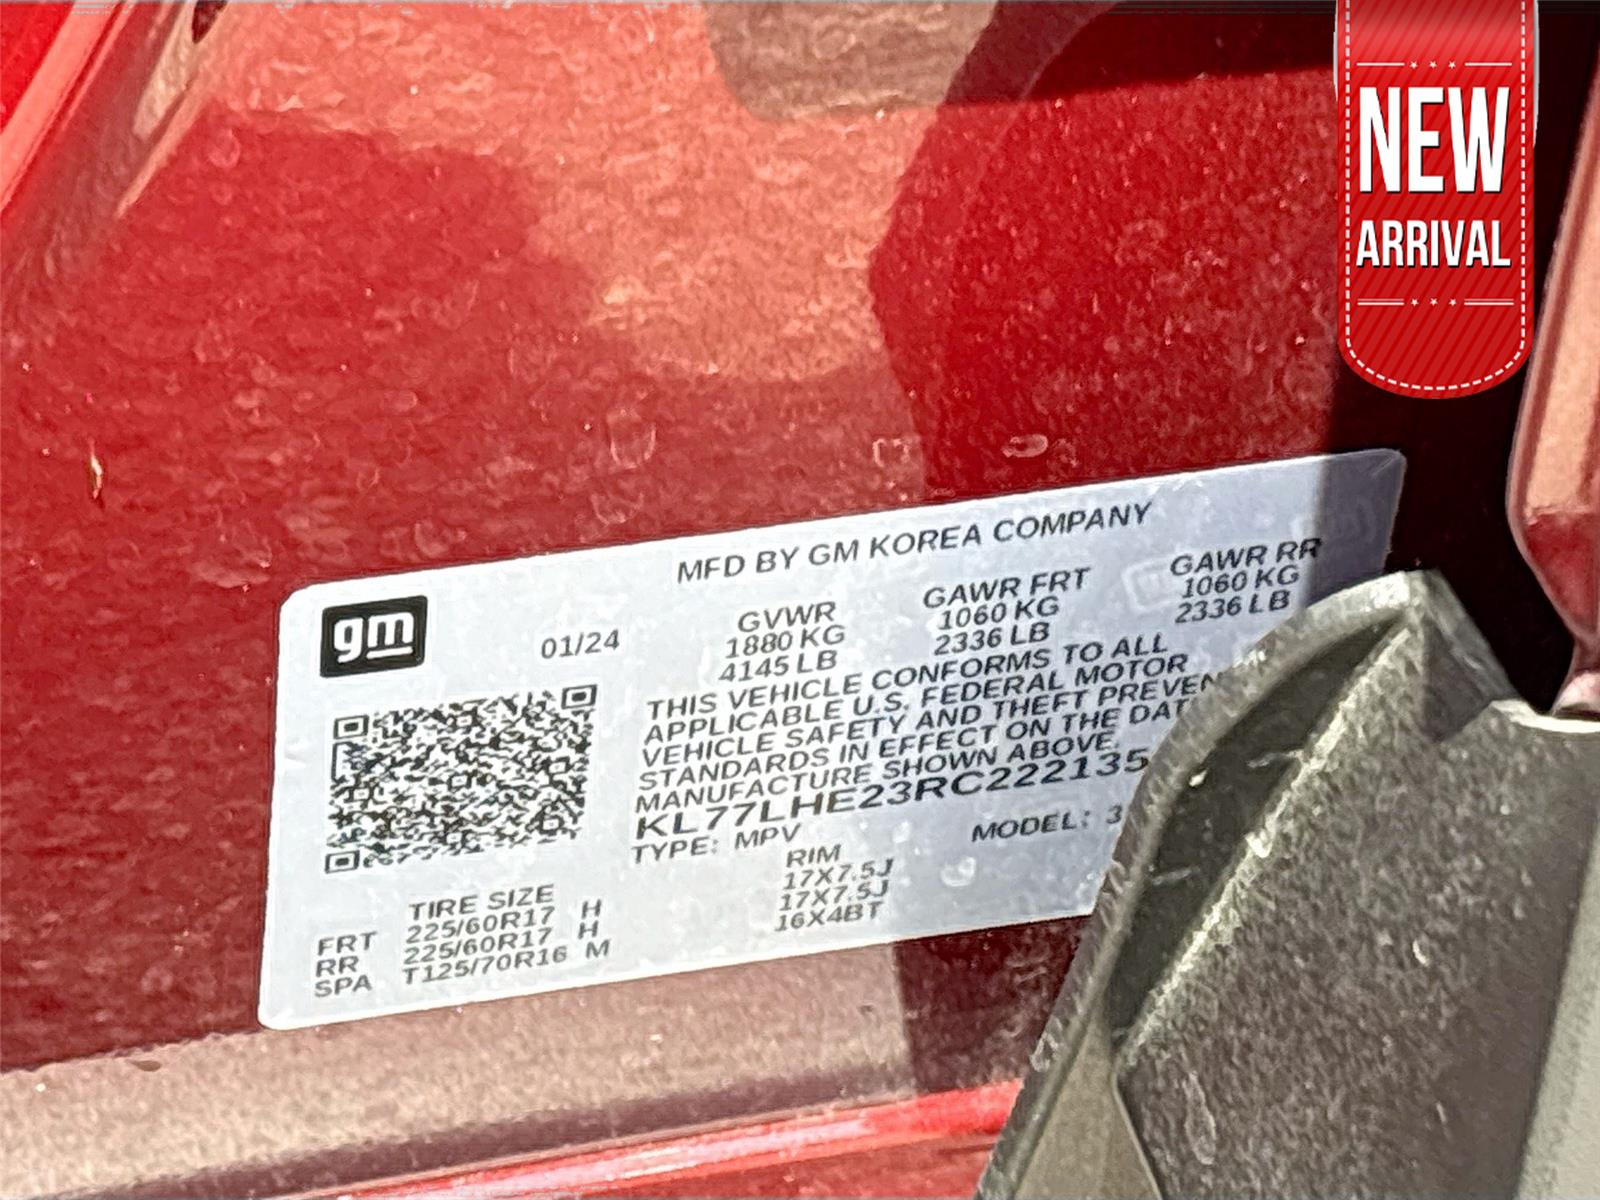 NEW
ARRIVAL
MFD BY GM KOREA COMPANY
gm
01/24
GVWR
1880 KG
4145 LB
GAWR FRT
1060 KG
2336 LB
GAWR RR
1060 KG
2336 LB
THIS VEHICLE CONFORMS TO ALL
APPLICABLE U.S. FEDERAL MOTOR
VEHICLE SAFETY AND THEFT PREVEN
STANDARDS IN EFFECT ON THE DAT
MANUFACTURE SHOWN ABOVE.
KL77LHE23RC222135
TYPE: MPV
MODEL: 3
TIRE SIZE
RIM
FRT 225/60R17 H 17X7.5J
RR 225/60R17 H 17X7.5J
SPA T125/70R16 M 16X4BT